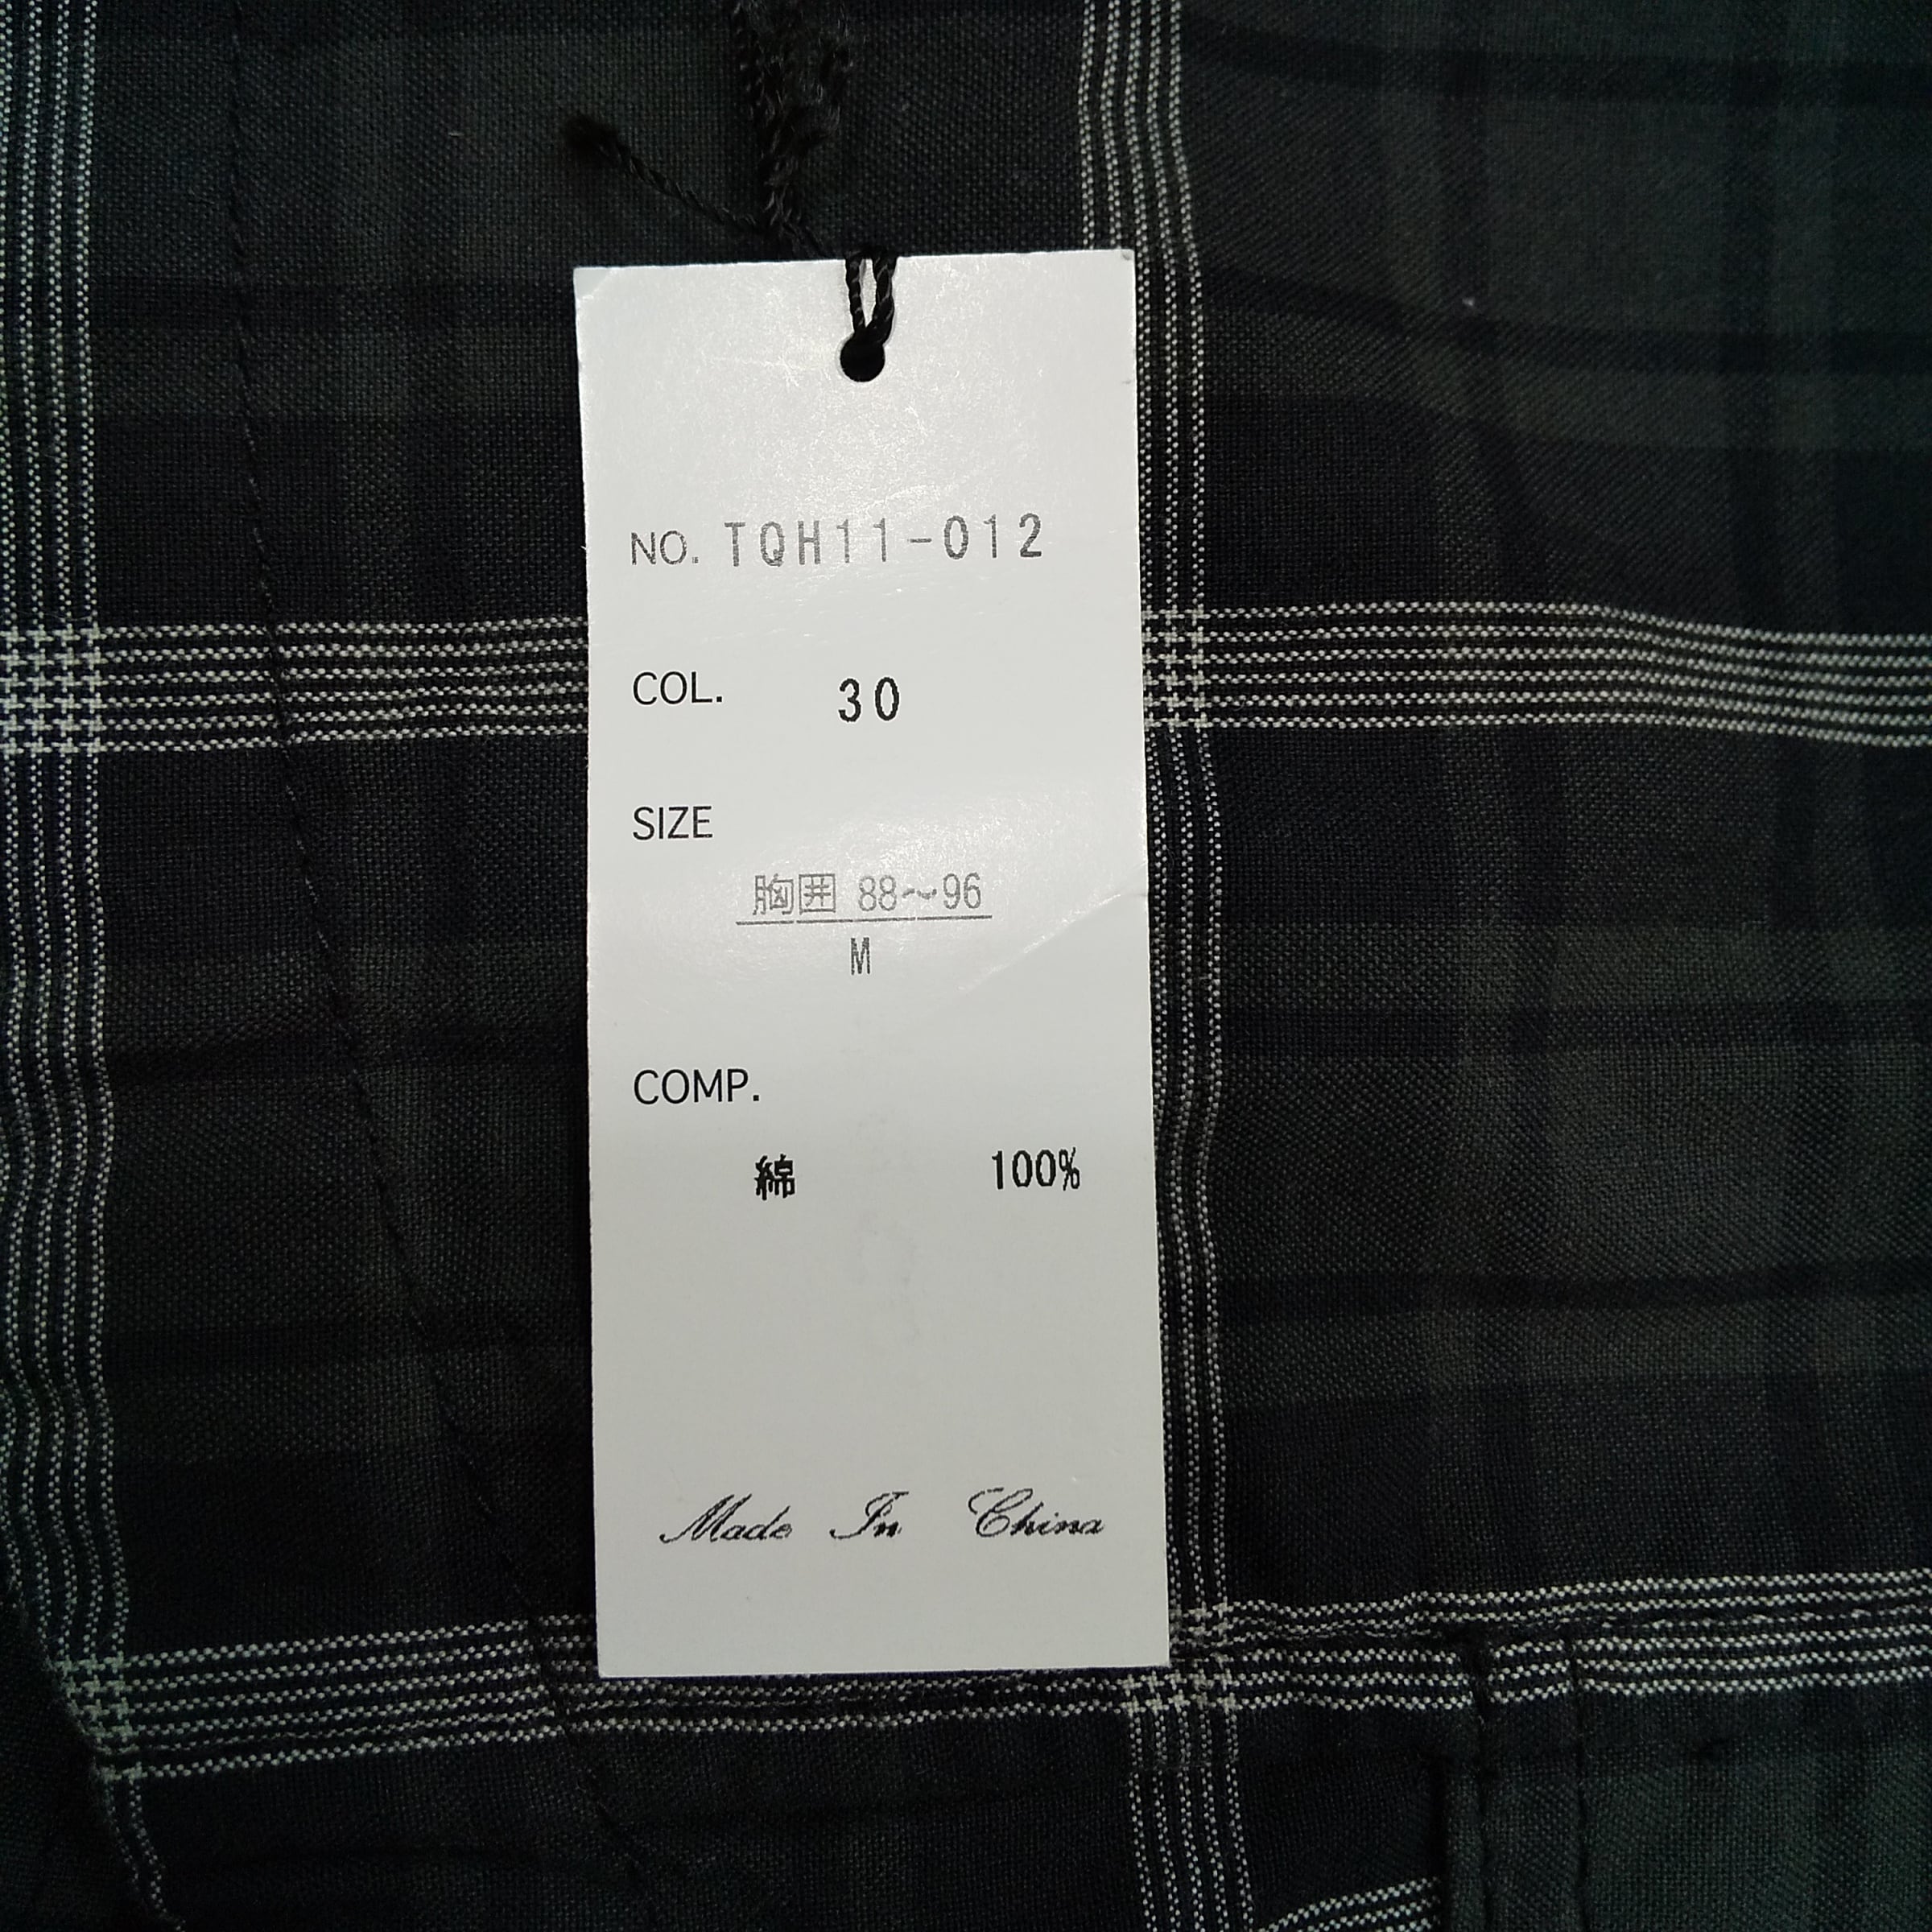 NO. TQH11-012
COL. 30
SIZE
胸囲 88〜96
M
COMP.
綿 100%
Made In China